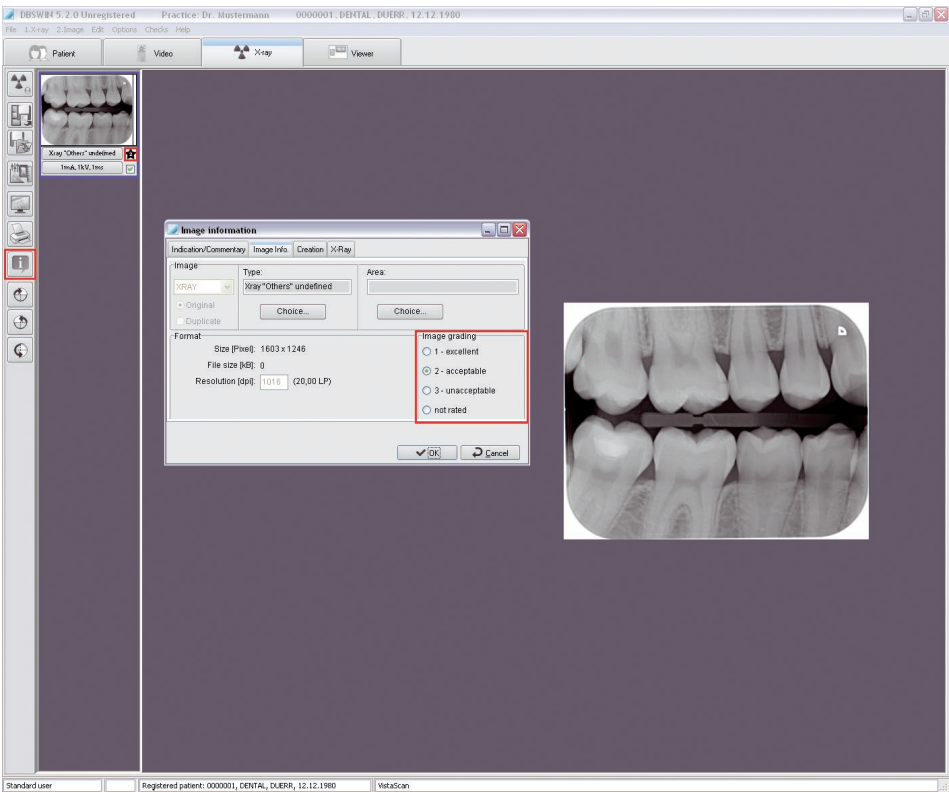 DBSWIN 5.2.0 Unregistered Practice: Dr. Mustermann 0000001, DENTAL, DUERR, 12.12.1980
File 1.X-ray 2.Image Edit Options Checks Help
Patient Video X-ray Viewer
Xray "Others" undefined
1mA, 1kV, 1ms
Image information
Indication/Commentary Image Info. Creation X-Ray
Image
XRAY
Original
Duplicate
Type:
Xray "Others" undefined
Choice...
Area:
Choice...
Format
Size [Pixel]: 1603 x 1246
File size [kB]: 0
Resolution [dpi]: 1016 (20,00 LP)
Image grading
1 - excellent
2 - acceptable
3 - unacceptable
not rated
OK Cancel
Standard user Registered patient: 0000001, DENTAL, DUERR, 12.12.1980 VistaScan